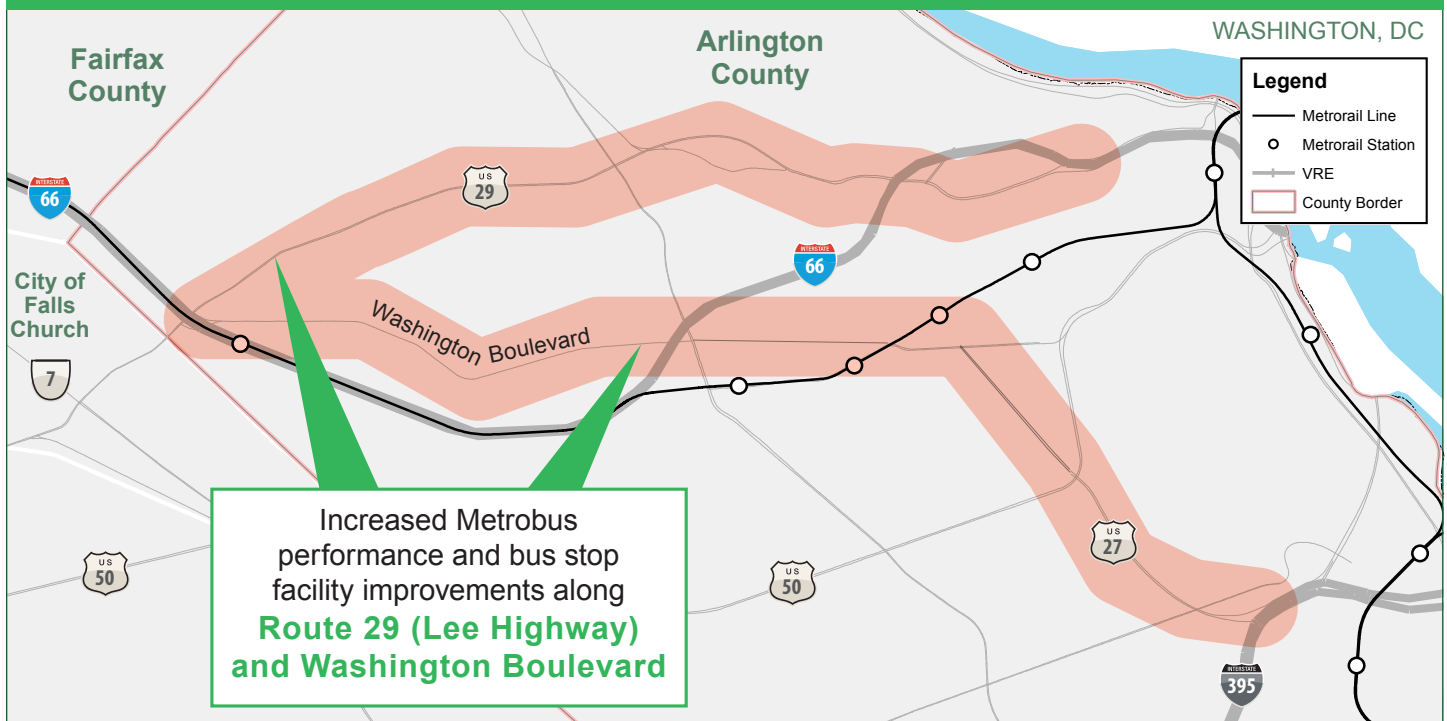 WASHINGTON, DC
Fairfax
County
Arlington
County
Legend
Metrorail Line
Metrorail Station
VRE
County Border
INTERSTATE
66
US
29
INTERSTATE
66
City of
Falls
Church
7
Washington Boulevard
US
50
US
50
US
27
INTERSTATE
395
Increased Metrobus
performance and bus stop
facility improvements along
Route 29 (Lee Highway)
and Washington Boulevard